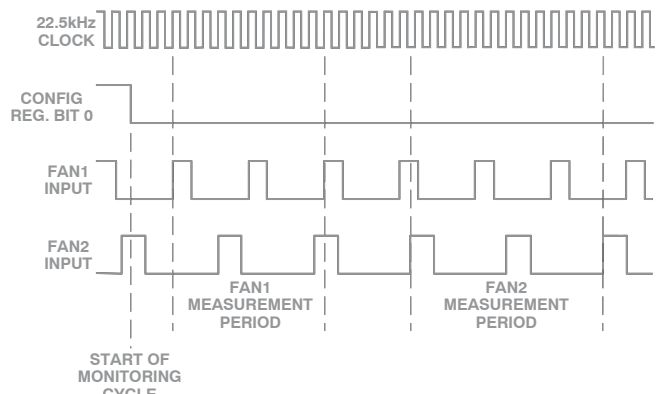 22.5kHz
CLOCK
CONFIG
REG. BIT 0
FAN1
INPUT
FAN2
INPUT
FAN1
MEASUREMENT
PERIOD
FAN2
MEASUREMENT
PERIOD
START OF
MONITORING
CYCLE